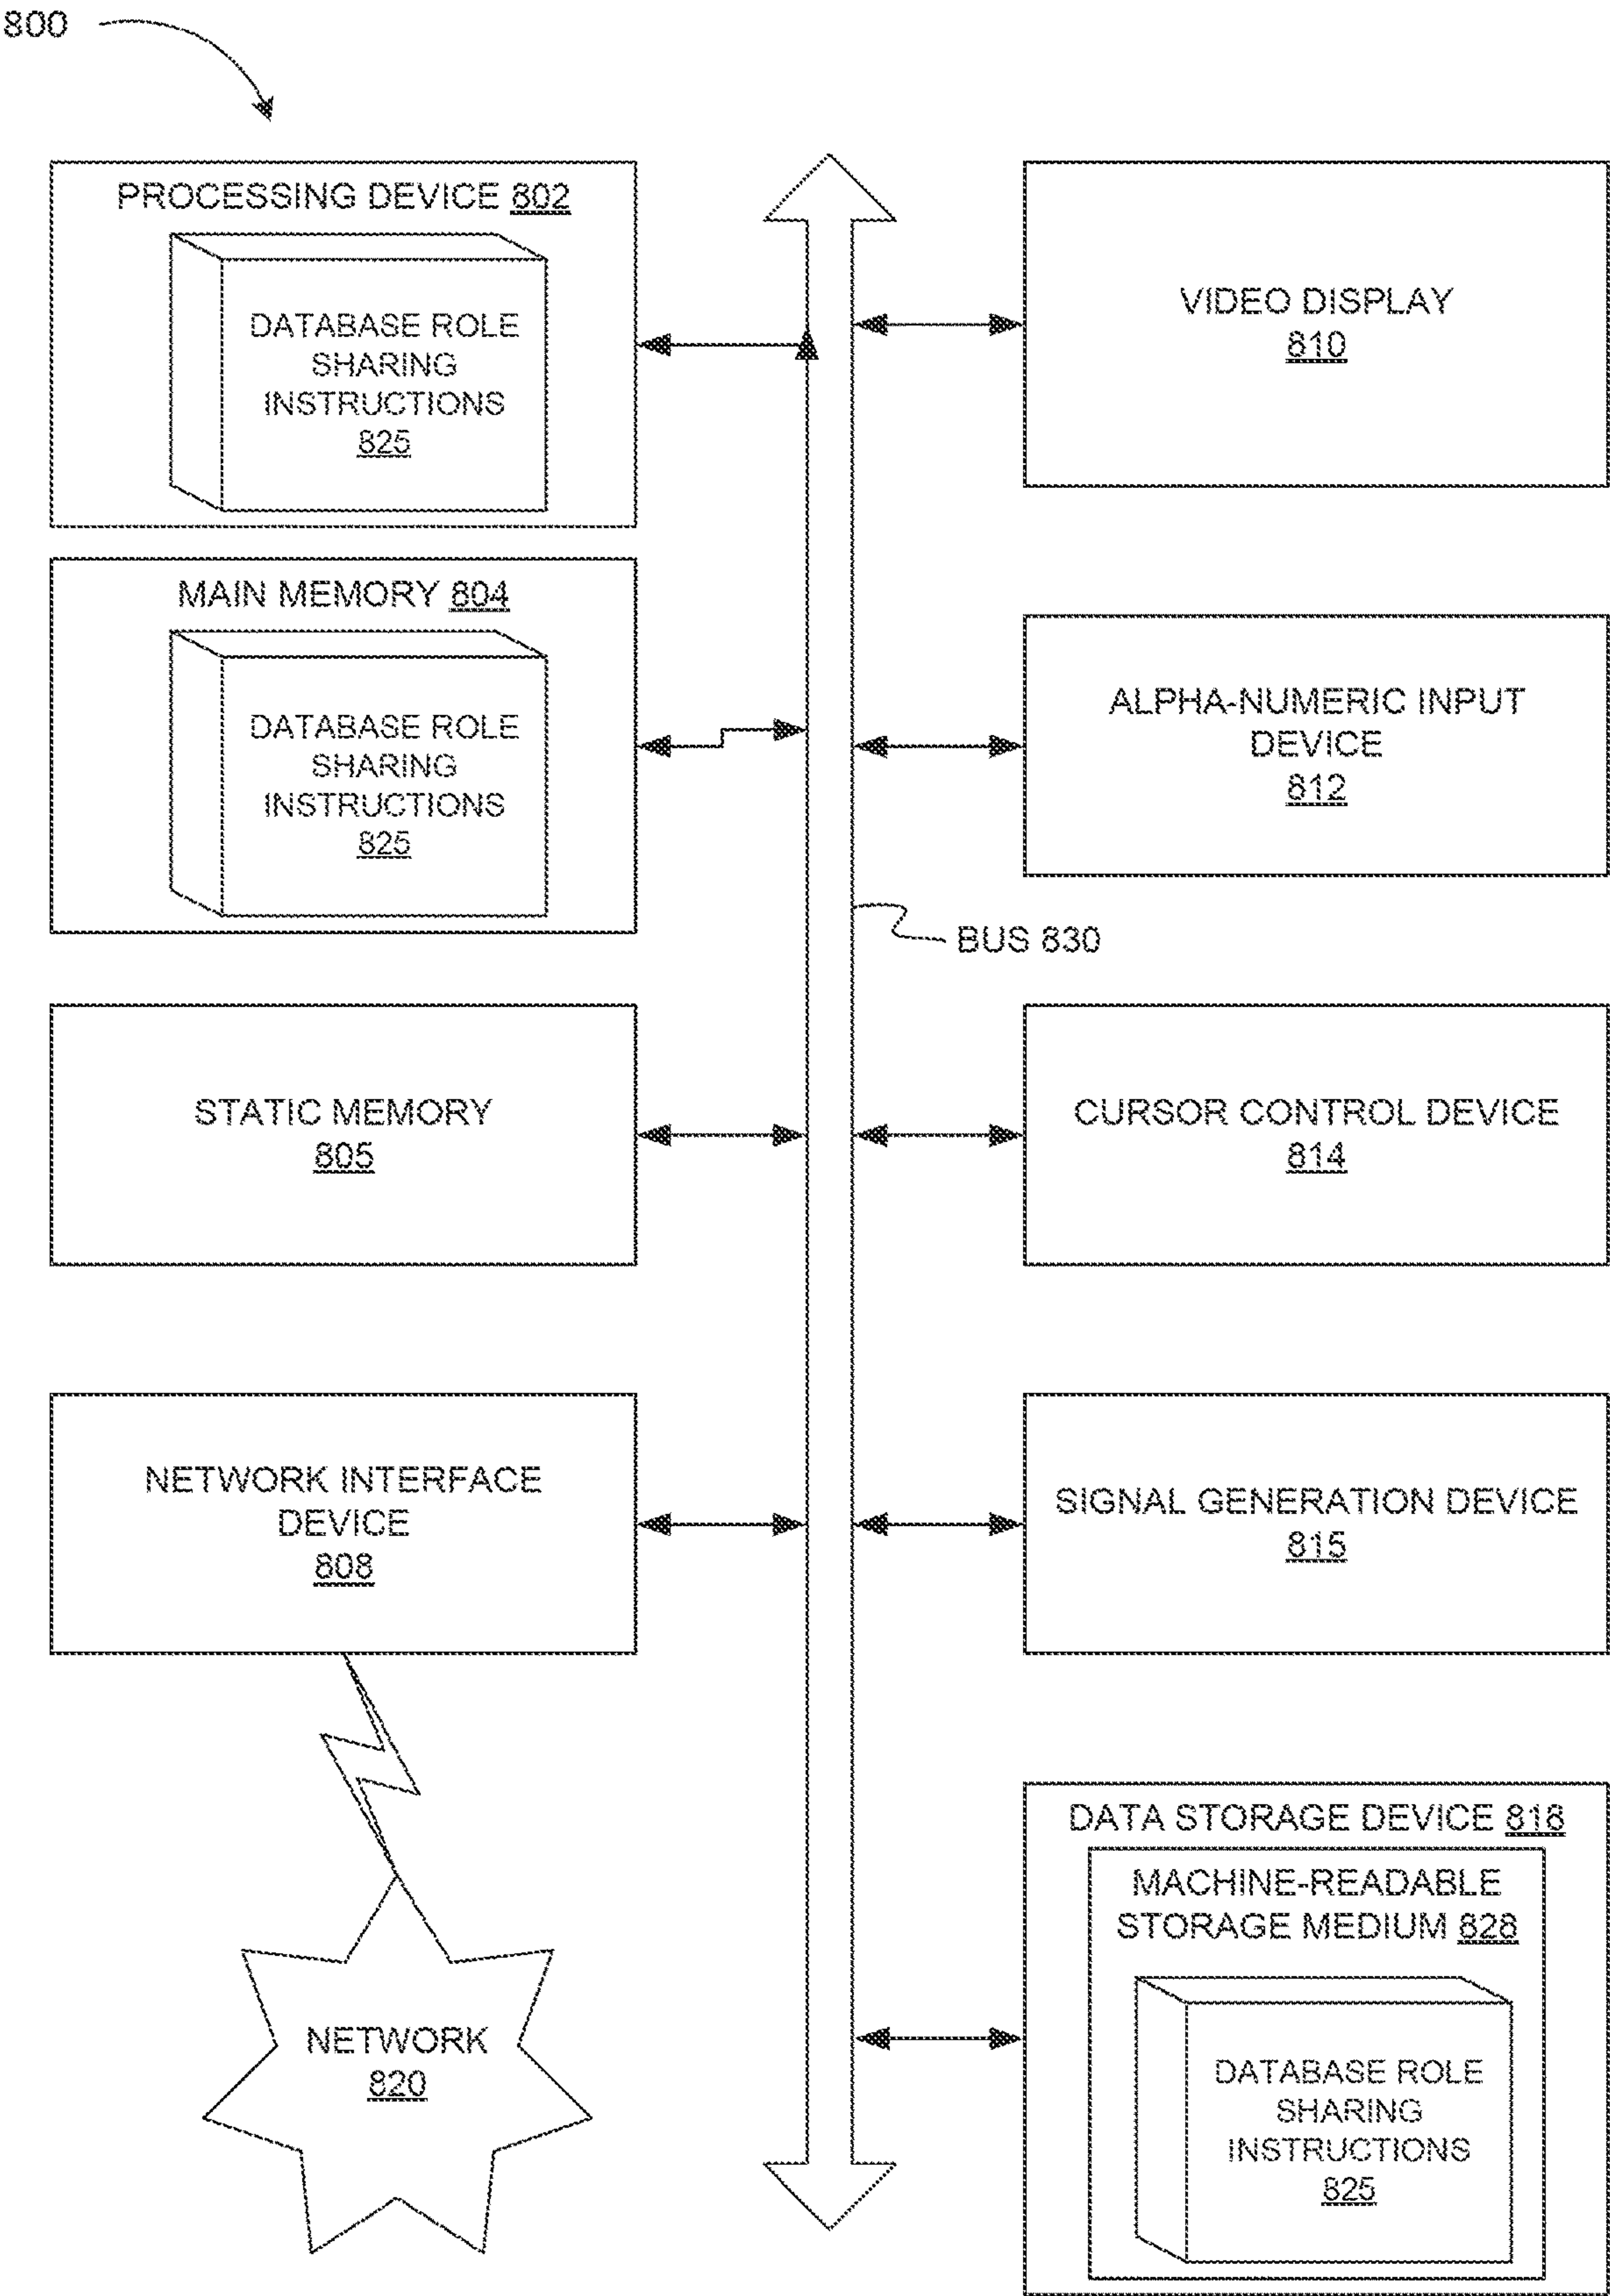 800
PROCESSING DEVICE 802
DATABASE ROLE
SHARING
INSTRUCTIONS
825
MAIN MEMORY 804
DATABASE ROLE
SHARING
INSTRUCTIONS
825
STATIC MEMORY
805
NETWORK INTERFACE
DEVICE
808
NETWORK
820
VIDEO DISPLAY
810
ALPHA-NUMERIC INPUT
DEVICE
812
BUS 830
CURSOR CONTROL DEVICE
814
SIGNAL GENERATION DEVICE
815
DATA STORAGE DEVICE 816
MACHINE-READABLE
STORAGE MEDIUM 828
DATABASE ROLE
SHARING
INSTRUCTIONS
825